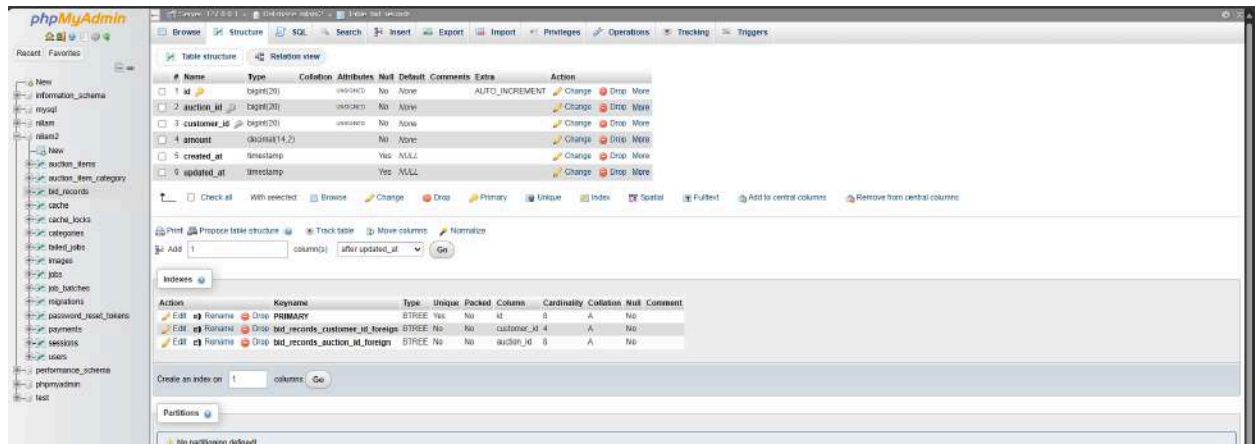 phpMyAdmin
Recent Favorites
New
information_schema
mysql
nilam
nilam2
New
auction_items
auction_item_category
bid_records
cache
cache_locks
categories
failed_jobs
images
jobs
job_batches
migrations
password_reset_tokens
payments
sessions
users
performance_schema
phpmyadmin
test
Server: 127.0.0.1 » Database: nilam2 » Table: bid_records
Browse Structure SQL Search Insert Export Import Privileges Operations Tracking Triggers
Table structure Relation view
# Name Type Collation Attributes Null Default Comments Extra Action
1 id bigint(20) UNSIGNED No None AUTO_INCREMENT Change Drop More
2 auction_id bigint(20) UNSIGNED No None Change Drop More
3 customer_id bigint(20) UNSIGNED No None Change Drop More
4 amount decimal(14,2) No None Change Drop More
5 created_at timestamp Yes NULL Change Drop More
6 updated_at timestamp Yes NULL Change Drop More
Check all With selected: Browse Change Drop Primary Unique Index Spatial Fulltext Add to central columns Remove from central columns
Print Propose table structure Track table Move columns Normalize
Add 1 column(s) after updated_at Go
Indexes
Action Keyname Type Unique Packed Column Cardinality Collation Null Comment
Edit Rename Drop PRIMARY BTREE Yes No id 8 A No
Edit Rename Drop bid_records_customer_id_foreign BTREE No No customer_id 4 A No
Edit Rename Drop bid_records_auction_id_foreign BTREE No No auction_id 8 A No
Create an index on 1 columns Go
Partitions
No partitioning defined!